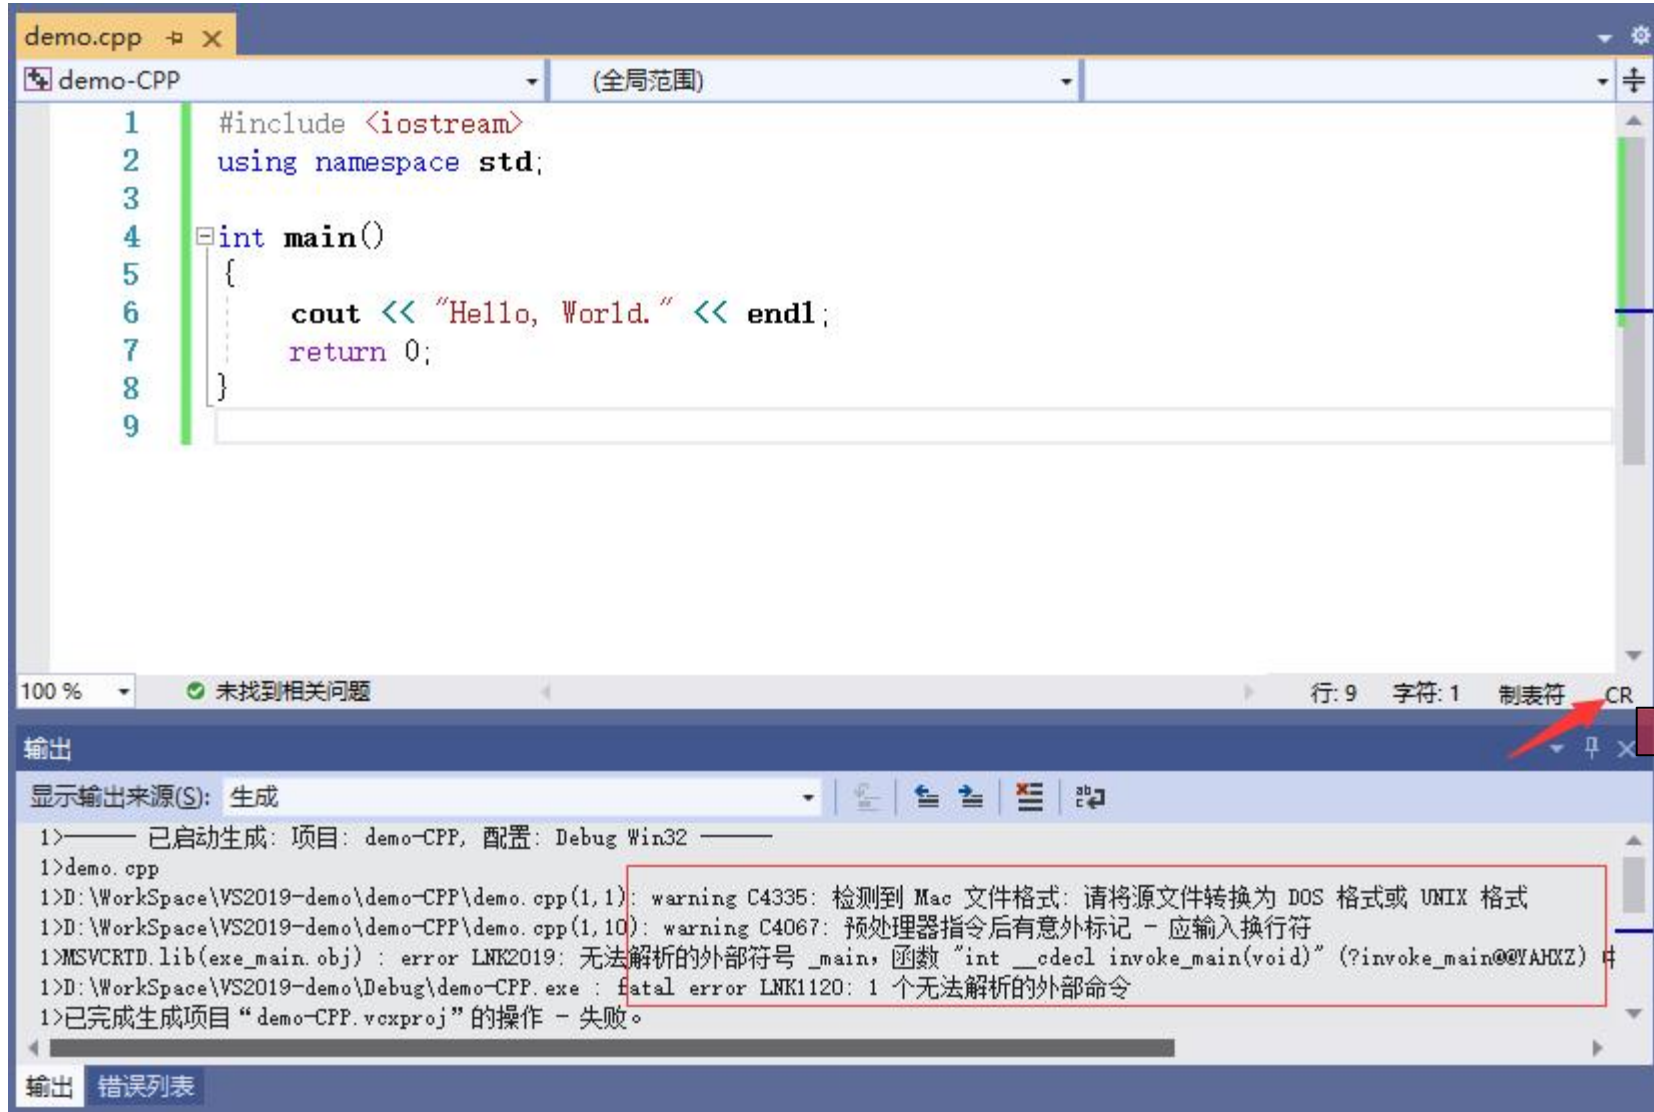 demo.cpp
demo-CPP (全局范围)
1 #include <iostream>
2 using namespace std;
3
4 int main()
5 {
6 cout << "Hello, World." << endl;
7 return 0;
8 }
9
100 % 未找到相关问题 行: 9 字符: 1 制表符 CR
输出
显示输出来源(S): 生成
1>—— 已启动生成: 项目: demo-CPP, 配置: Debug Win32 ——
1>demo.cpp
1>D:\WorkSpace\VS2019-demo\demo-CPP\demo.cpp(1,1): warning C4335: 检测到 Mac 文件格式: 请将源文件转换为 DOS 格式或 UNIX 格式
1>D:\WorkSpace\VS2019-demo\demo-CPP\demo.cpp(1,10): warning C4067: 预处理器指令后有意外标记 - 应输入换行符
1>MSVCRTD.lib(exe_main.obj) : error LNK2019: 无法解析的外部符号 _main，函数 "int __cdecl invoke_main(void)" (?invoke_main@@YAHXZ)
1>D:\WorkSpace\VS2019-demo\Debug\demo-CPP.exe : fatal error LNK1120: 1 个无法解析的外部命令
1>已完成生成项目“demo-CPP.vcxproj”的操作 - 失败。
输出 错误列表